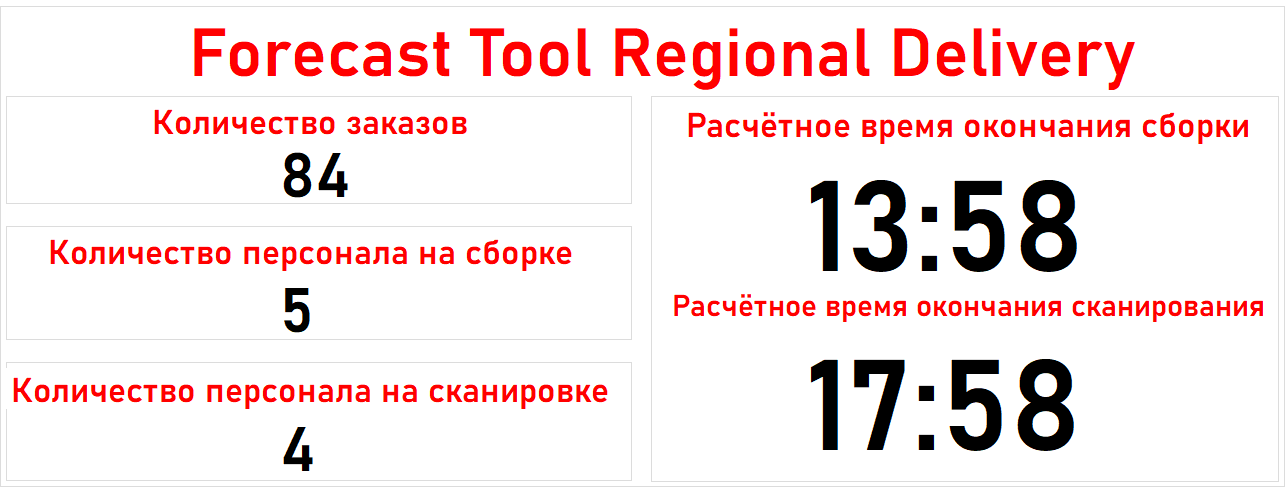 Forecast Tool Regional Delivery
Количество заказов
84
Количество персонала на сборке
5
Количество персонала на сканировке
4
Расчётное время окончания сборки
13:58
Расчётное время окончания сканирования
17:58